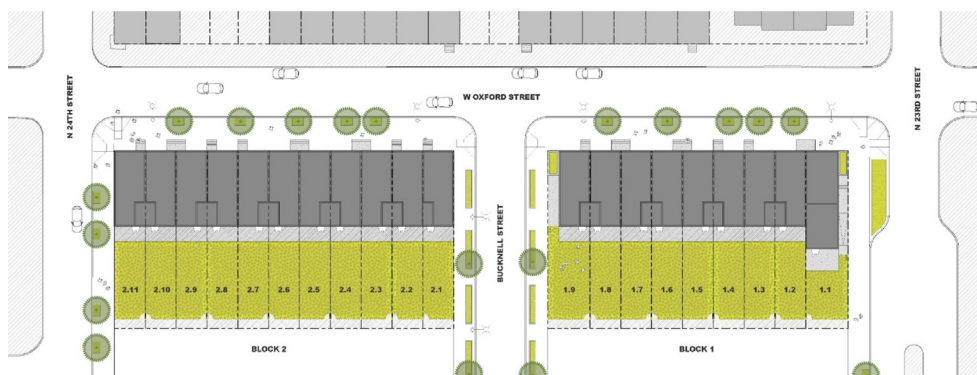 W OXFORD STREET
N 24TH STREET
N 23RD STREET
BUCKNELL STREET
2.11 2.10 2.9 2.8 2.7 2.6 2.5 2.4 2.3 2.2 2.1
1.9 1.8 1.7 1.6 1.5 1.4 1.3 1.2 1.1
BLOCK 2
BLOCK 1